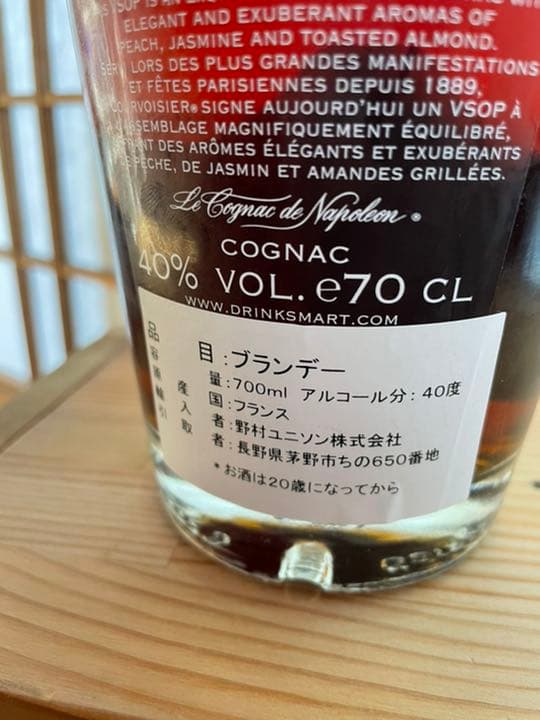 VSOP IS AN
ELEGANT AND EXUBERANT AROMAS OF
PEACH, JASMINE AND TOASTED ALMOND.
LORS DES PLUS GRANDES MANIFESTATIONS
ET FÊTES PARISIENNES DEPUIS 1889,
RVOISIER® SIGNE AUJOURD'HUI UN VSOP À
ASSEMBLAGE MAGNIFIQUEMENT ÉQUILIBRÉ,
DES ARÔMES ÉLÉGANTS ET EXUBÉRANTS
PÊCHE, DE JASMIN ET AMANDES GRILLÉES.
Le Cognac de Napoleon®
COGNAC
40% VOL. e70 CL
WWW.DRINKSMART.COM
品 目:ブランデー
容 量:700ml アルコール分:40度
原 産 国:フランス
輸 入 者:野村ユニソン株式会社
引 取 者:長野県茅野市ちの650番地
*お酒は20歳になってから